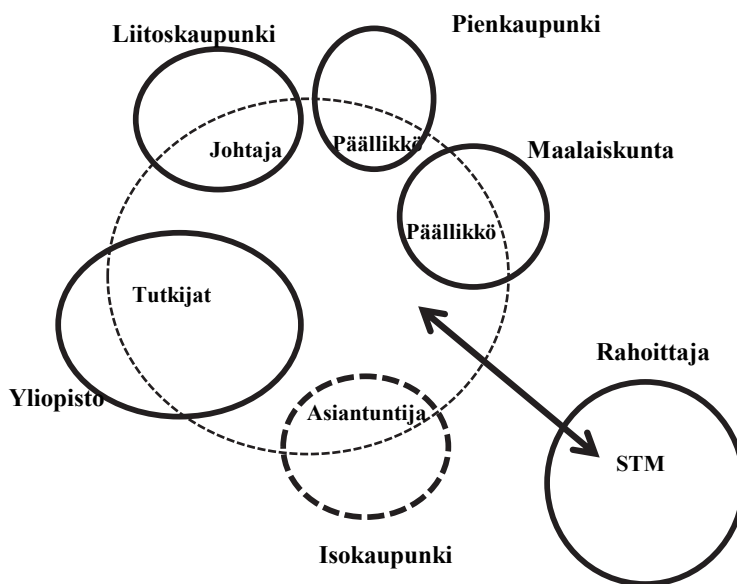 Pienkaupunki
Liitoskaupunki
Päällikkö
Johtaja
Maalaiskunta
Päällikkö
Tutkijat
Rahoittaja
Yliopisto
Asiantuntija
STM
Isokaupunki